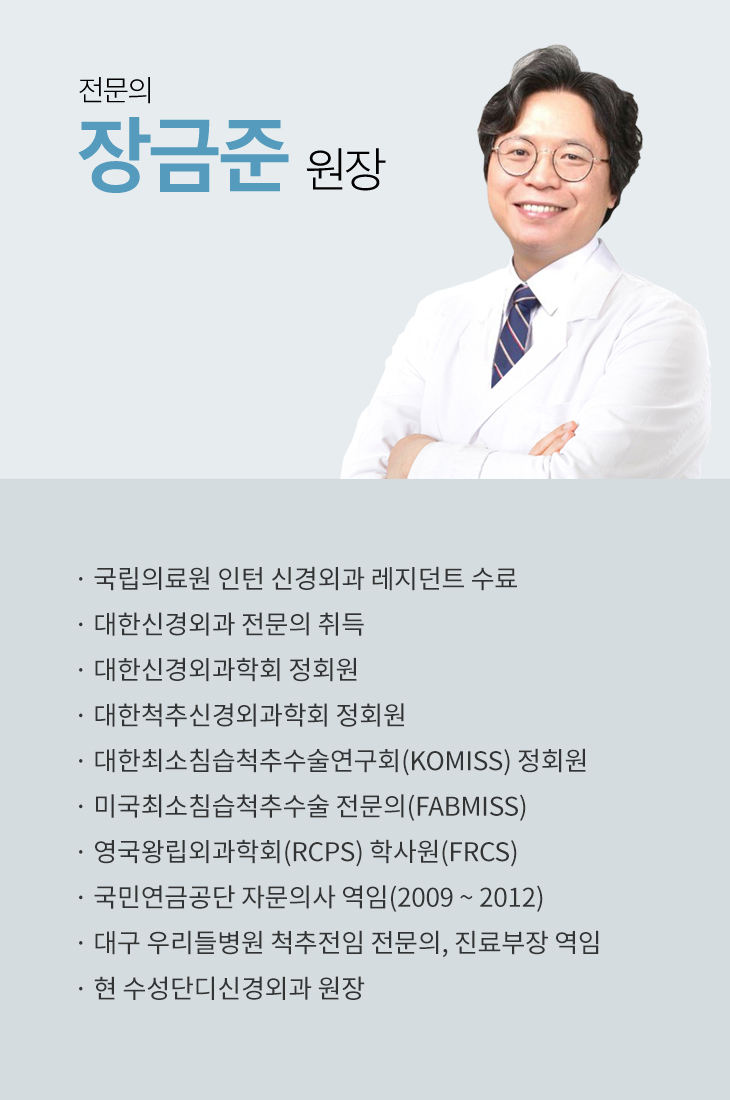 전문의
장금준 원장
· 국립의료원 인턴 신경외과 레지던트 수료
· 대한신경외과 전문의 취득
· 대한신경외과학회 정회원
· 대한척추신경외과학회 정회원
· 대한최소침습척추수술연구회(KOMISS) 정회원
· 미국최소침습척추수술 전문의(FABMISS)
· 영국왕립외과학회(RCPS) 학사원(FRCS)
· 국민연금공단 자문의사 역임(2009 ~ 2012)
· 대구 우리들병원 척추전임 전문의, 진료부장 역임
· 현 수성단디신경외과 원장